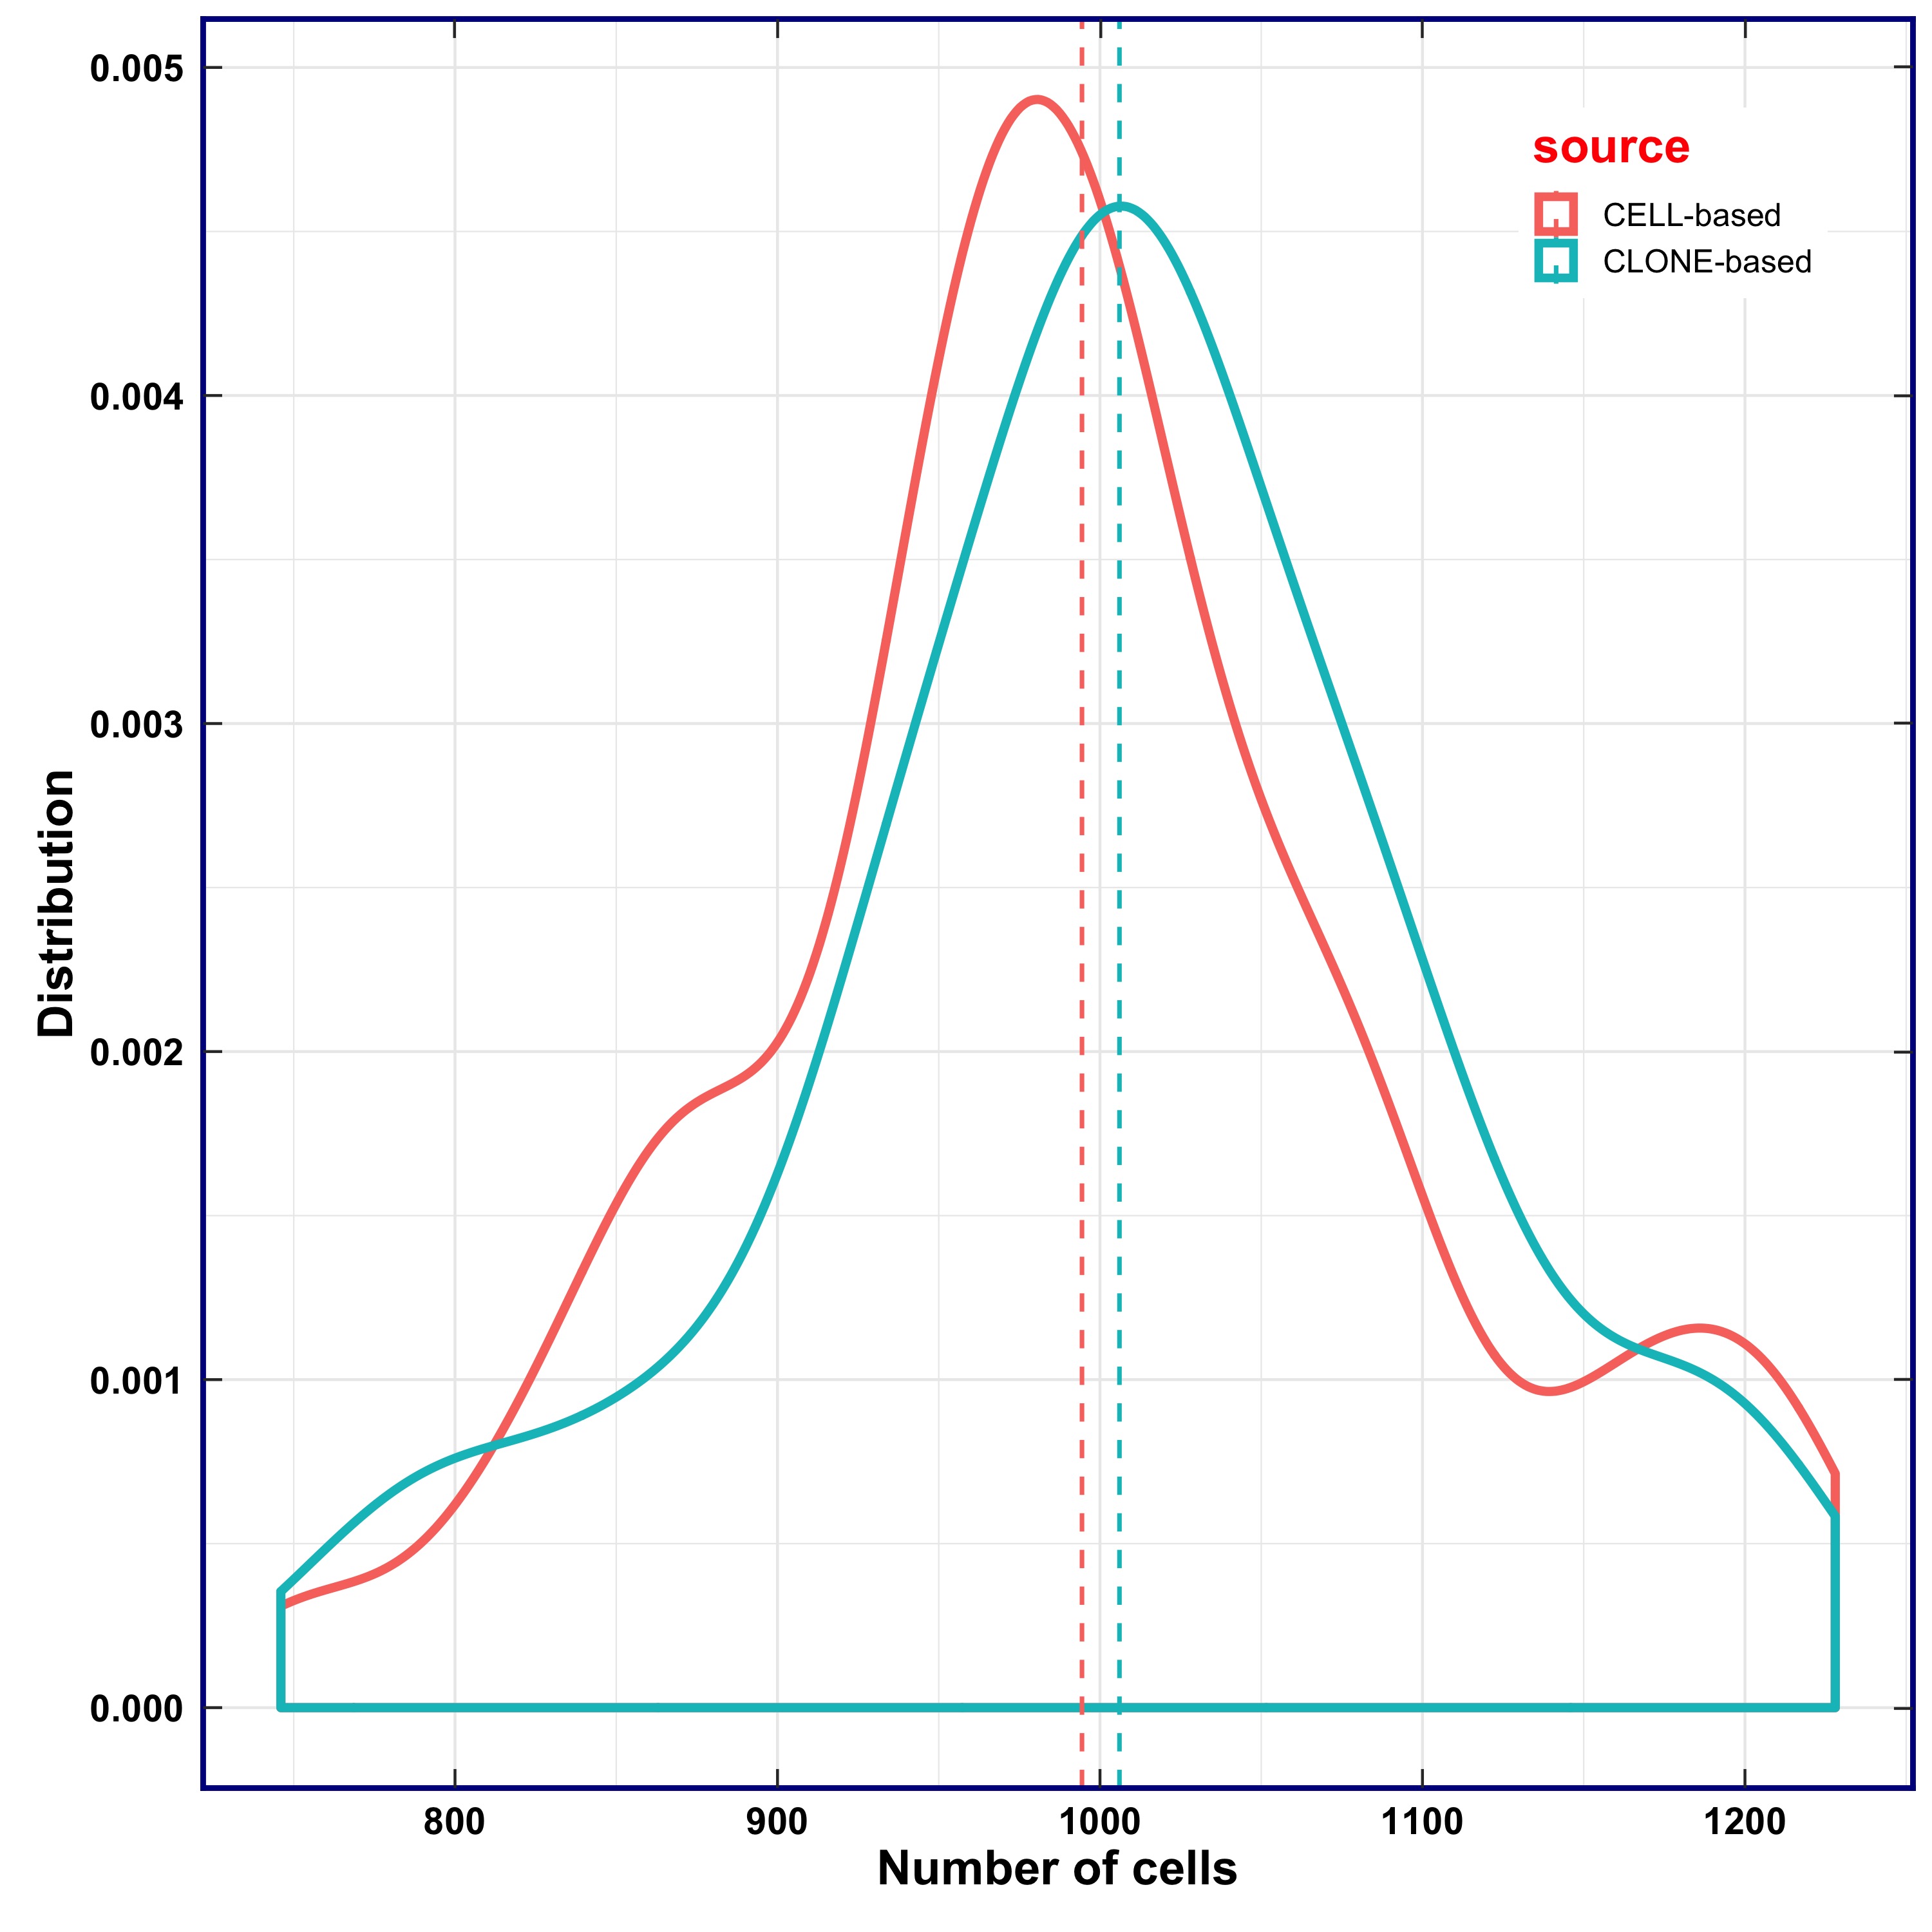 0.005
0.004
0.003
0.002
0.001
0.000
Distribution
source
CELL-based
CLONE-based
800 900 1000 1100 1200
Number of cells